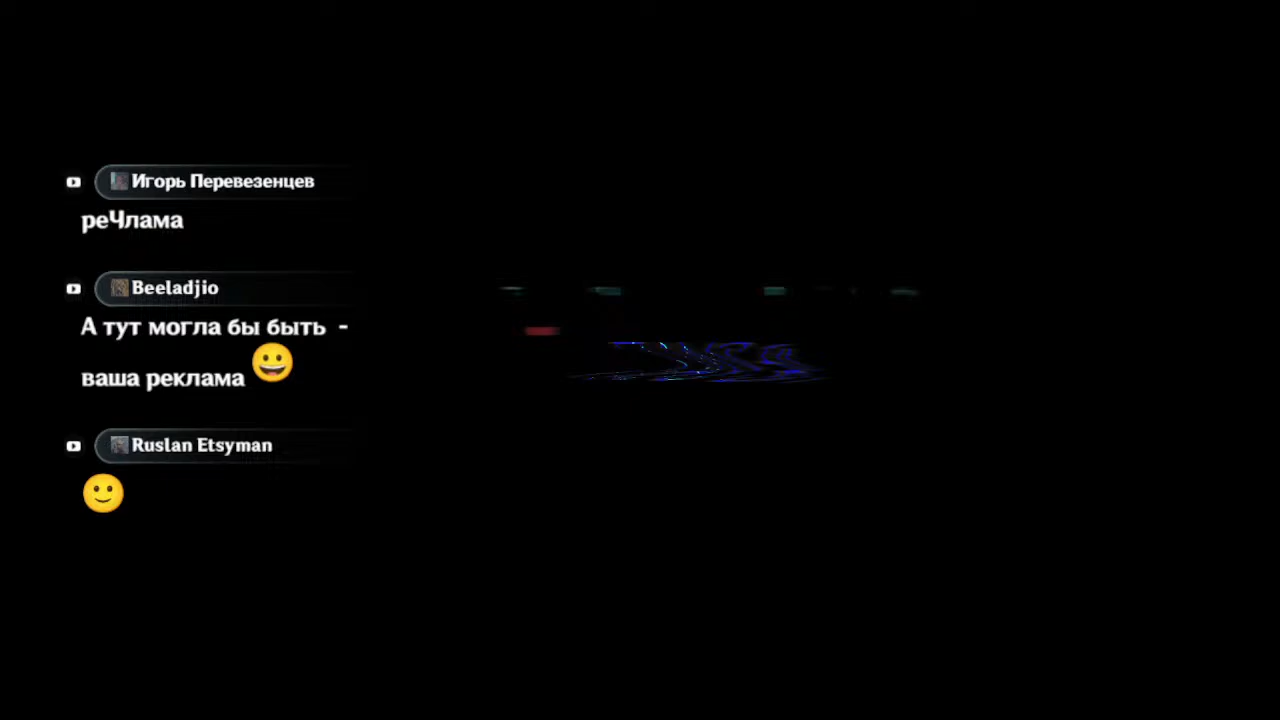 Игорь Перевезенцев
реЧлама
Beeladjio
А тут могла бы быть -
ваша реклама 😀
Ruslan Etsyman
🙂